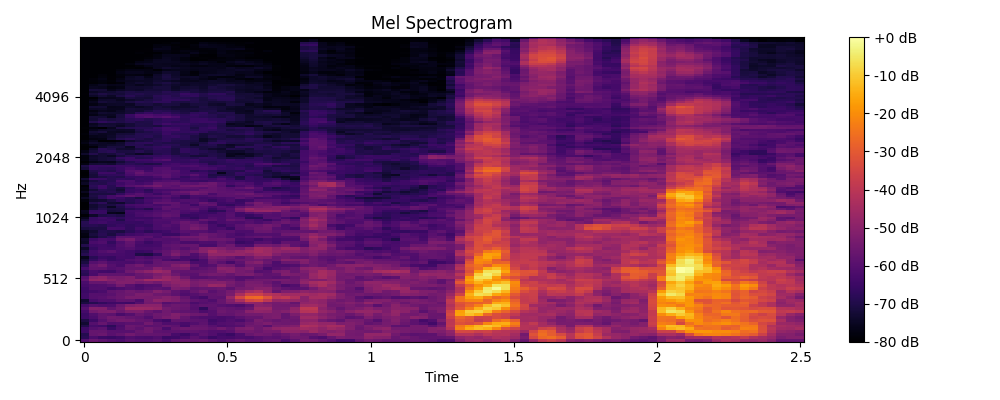 Mel Spectrogram
Hz
4096
2048
1024
512
0
0
0.5
1
1.5
2
2.5
Time
+0 dB
-10 dB
-20 dB
-30 dB
-40 dB
-50 dB
-60 dB
-70 dB
-80 dB